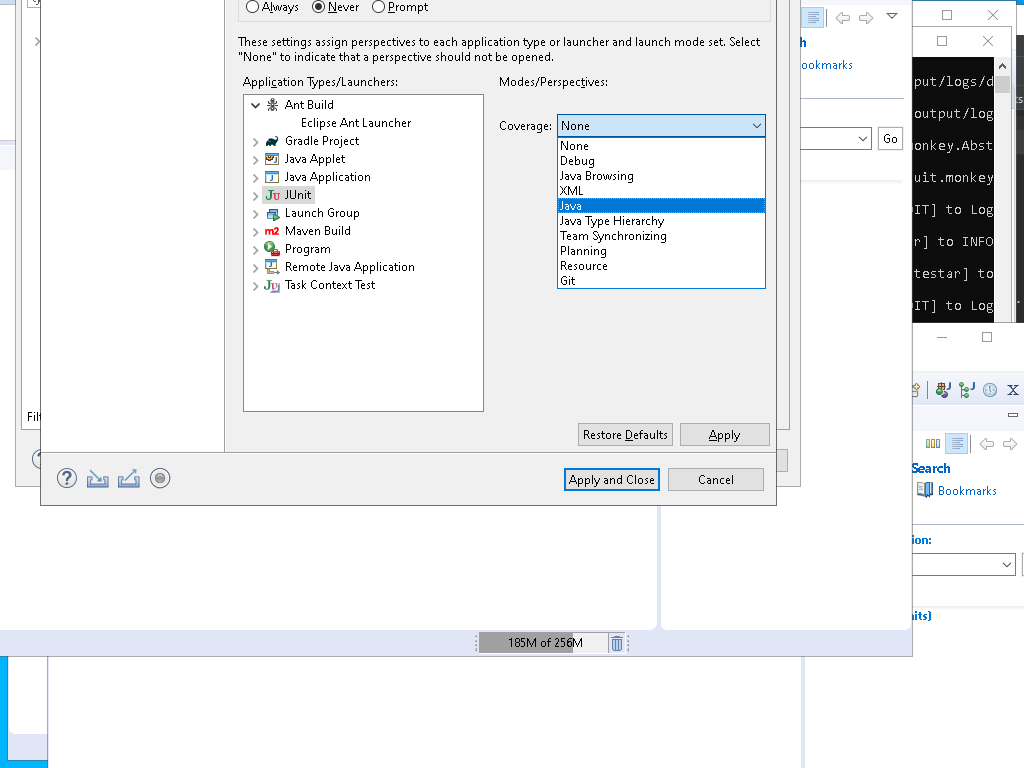 Always Never Prompt
These settings assign perspectives to each application type or launcher and launch mode set. Select
"None" to indicate that a perspective should not be opened.
Application Types/Launchers:
Ant Build
Eclipse Ant Launcher
Gradle Project
Java Applet
Java Application
JUnit
Launch Group
Maven Build
Program
Remote Java Application
Task Context Test
Modes/Perspectives:
Coverage: None
None
Debug
Java Browsing
XML
Java
Java Type Hierarchy
Team Synchronizing
Planning
Resource
Git
Restore Defaults Apply
Apply and Close Cancel
185M of 256M
h
ookmarks
Go
put/logs/d
output/log
onkey.Abst
uit.monkey
IT] to Log
r] to INFO
testar] to
IT] to Log
Search
Bookmarks
ion:
its)